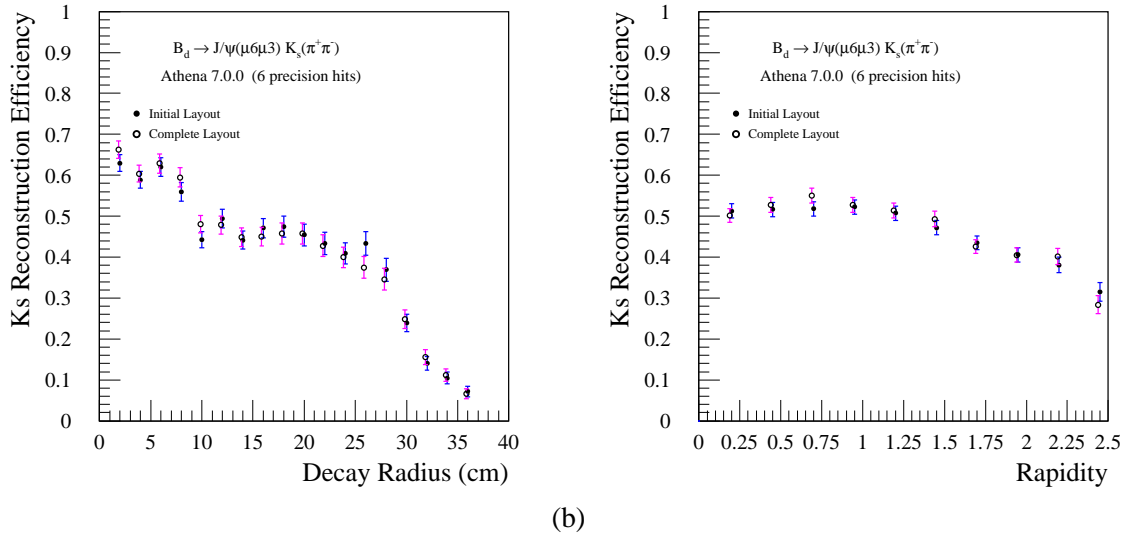 Ks Reconstruction Efficiency
1
0.9
0.8
0.7
0.6
0.5
0.4
0.3
0.2
0.1
0
B_d → J/ψ(μ6μ3) K_s(π⁺π⁻)
Athena 7.0.0 (6 precision hits)
Initial Layout
Complete Layout
0 5 10 15 20 25 30 35 40
Decay Radius (cm)
Ks Reconstruction Efficiency
1
0.9
0.8
0.7
0.6
0.5
0.4
0.3
0.2
0.1
0
B_d → J/ψ(μ6μ3) K_s(π⁺π⁻)
Athena 7.0.0 (6 precision hits)
Initial Layout
Complete Layout
0 0.25 0.5 0.75 1 1.25 1.5 1.75 2 2.25 2.5
Rapidity
(b)